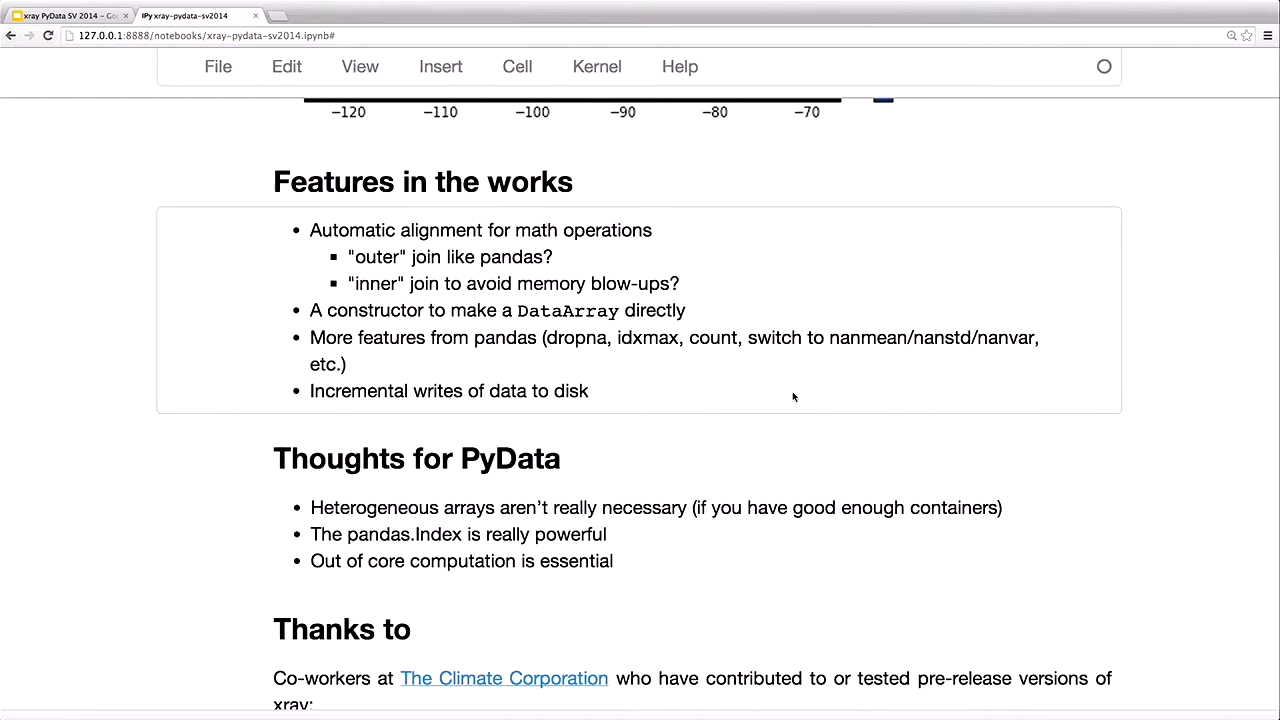 xray PyData SV 2014 – Go
IPy xray-pydata-sv2014
127.0.0.1:8888/notebooks/xray-pydata-sv2014.ipynb#
File Edit View Insert Cell Kernel Help
−120 −110 −100 −90 −80 −70
Features in the works
• Automatic alignment for math operations
▪ "outer" join like pandas?
▪ "inner" join to avoid memory blow-ups?
• A constructor to make a DataArray directly
• More features from pandas (dropna, idxmax, count, switch to nanmean/nanstd/nanvar,
etc.)
• Incremental writes of data to disk
Thoughts for PyData
• Heterogeneous arrays aren’t really necessary (if you have good enough containers)
• The pandas.Index is really powerful
• Out of core computation is essential
Thanks to
Co-workers at The Climate Corporation who have contributed to or tested pre-release versions of
xray: